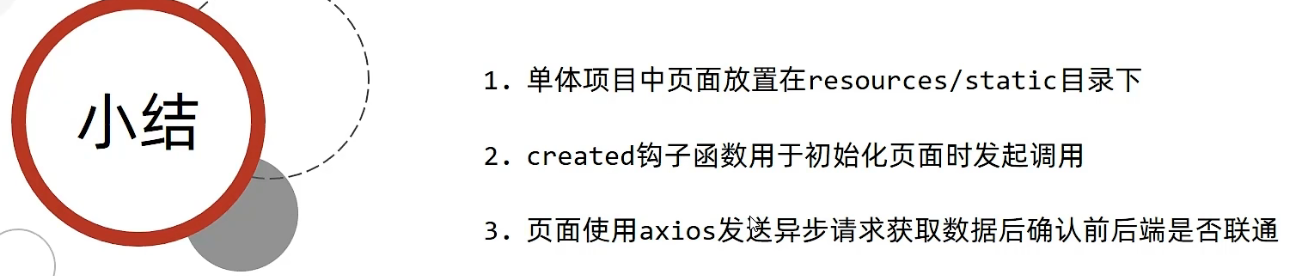 小结
1. 单体项目中页面放置在resources/static目录下
2. created钩子函数用于初始化页面时发起调用
3. 页面使用axios发送异步请求获取数据后确认前后端是否联通